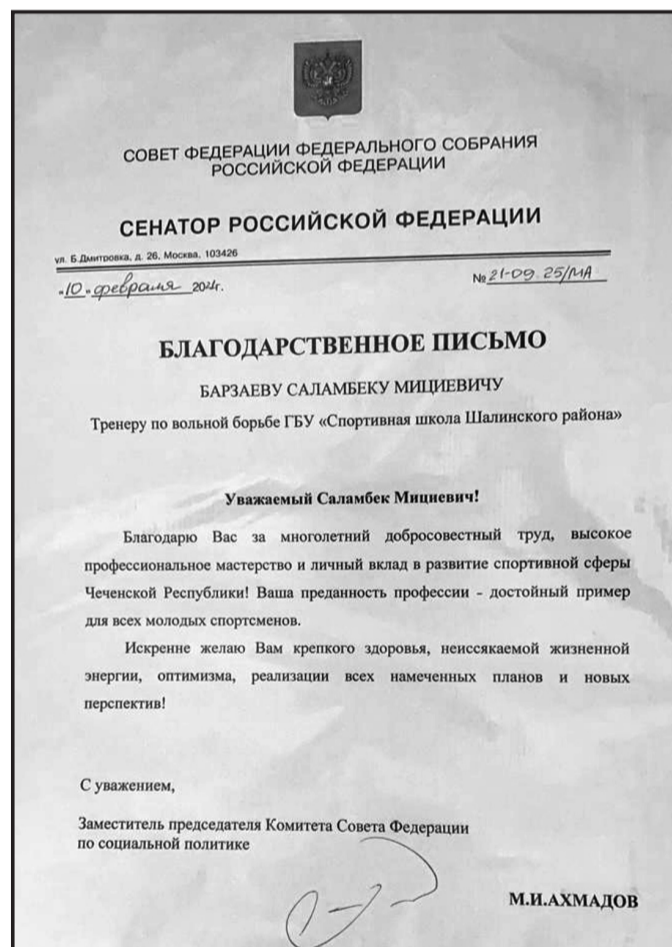 СОВЕТ ФЕДЕРАЦИИ ФЕДЕРАЛЬНОГО СОБРАНИЯ
РОССИЙСКОЙ ФЕДЕРАЦИИ
СЕНАТОР РОССИЙСКОЙ ФЕДЕРАЦИИ
ул. Б.Дмитровка, д. 26, Москва, 103426
«10» февраля 2024г.
№ 21-09.25/МА
БЛАГОДАРСТВЕННОЕ ПИСЬМО
БАРЗАЕВУ САЛАМБЕКУ МИЦИЕВИЧУ
Тренеру по вольной борьбе ГБУ «Спортивная школа Шалинского района»
Уважаемый Саламбек Мициевич!
Благодарю Вас за многолетний добросовестный труд, высокое
профессиональное мастерство и личный вклад в развитие спортивной сферы
Чеченской Республики! Ваша преданность профессии - достойный пример
для всех молодых спортсменов.
Искренне желаю Вам крепкого здоровья, неиссякаемой жизненной
энергии, оптимизма, реализации всех намеченных планов и новых
перспектив!
С уважением,
Заместитель председателя Комитета Совета Федерации
по социальной политике
М.И.АХМАДОВ